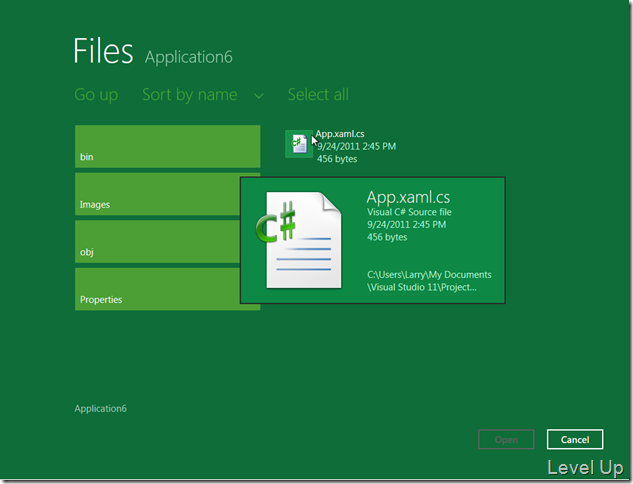 Files Application6
Go up Sort by name Select all
bin
Images
obj
Properties
App.xaml.cs
9/24/2011 2:45 PM
456 bytes
C#
App.xaml.cs
Visual C# Source file
9/24/2011 2:45 PM
456 bytes
C:\Users\Larry\My Documents
\Visual Studio 11\Project...
Application6
Open Cancel
Level Up